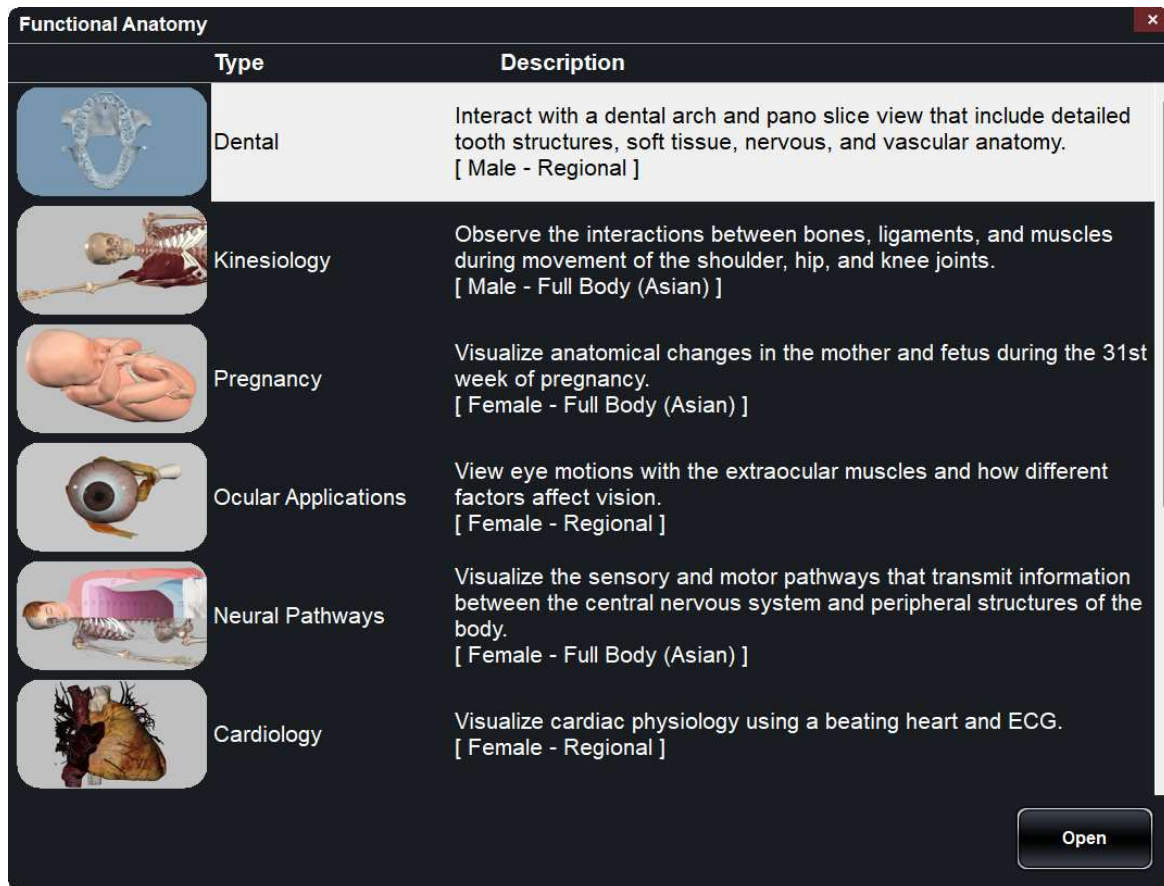 Functional Anatomy
×
Type Description
Dental
Interact with a dental arch and pano slice view that include detailed
tooth structures, soft tissue, nervous, and vascular anatomy.
[ Male - Regional ]
Kinesiology
Observe the interactions between bones, ligaments, and muscles
during movement of the shoulder, hip, and knee joints.
[ Male - Full Body (Asian) ]
Pregnancy
Visualize anatomical changes in the mother and fetus during the 31st
week of pregnancy.
[ Female - Full Body (Asian) ]
Ocular Applications
View eye motions with the extraocular muscles and how different
factors affect vision.
[ Female - Regional ]
Neural Pathways
Visualize the sensory and motor pathways that transmit information
between the central nervous system and peripheral structures of the
body.
[ Female - Full Body (Asian) ]
Cardiology
Visualize cardiac physiology using a beating heart and ECG.
[ Female - Regional ]
Open